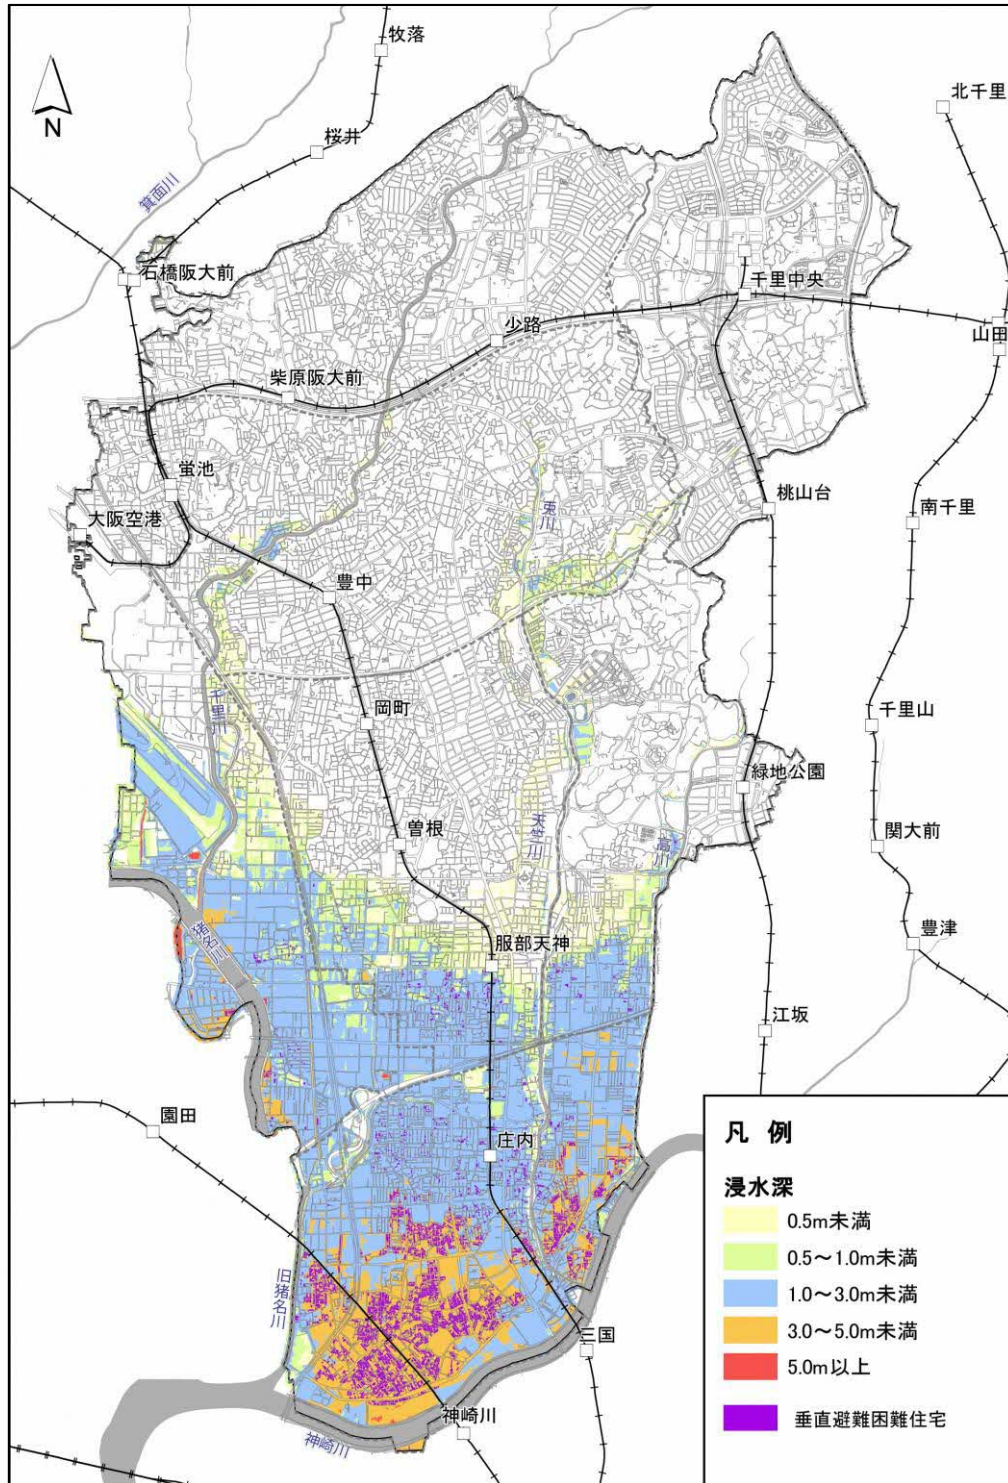 牧落
北千里
N
桜井
箕面川
石橋阪大前
千里中央
少路
山田
柴原阪大前
蛍池
桃山台
大阪空港
兎川
南千里
豊中
千里川
岡町
千里山
緑地公園
曽根
天竺川
高川
関大前
猪名川
服部天神
豊津
江坂
園田
庄内
旧猪名川
三国
神崎川
神崎川
凡 例
浸水深
0.5m未満
0.5～1.0m未満
1.0～3.0m未満
3.0～5.0m未満
5.0m以上
垂直避難困難住宅